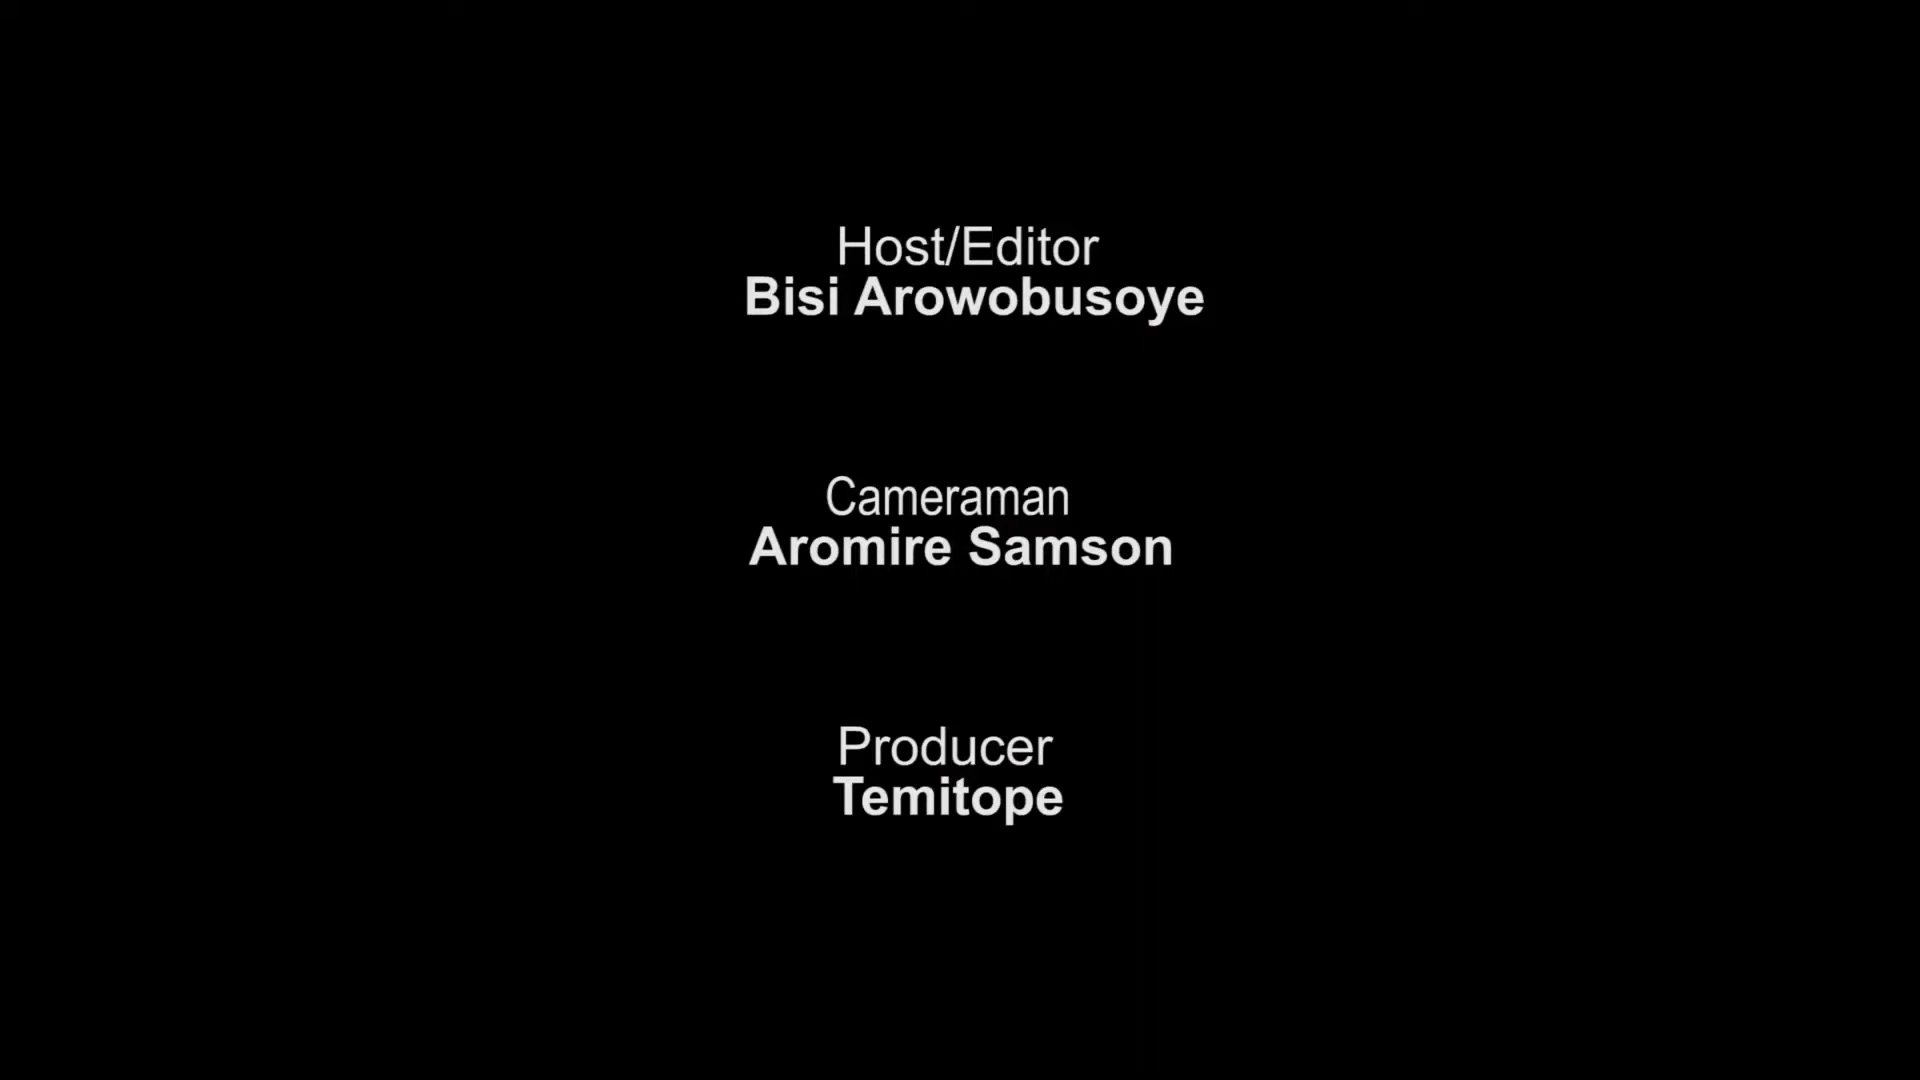 Host/Editor
Bisi Arowobusoye
Cameraman
Aromire Samson
Producer
Temitope